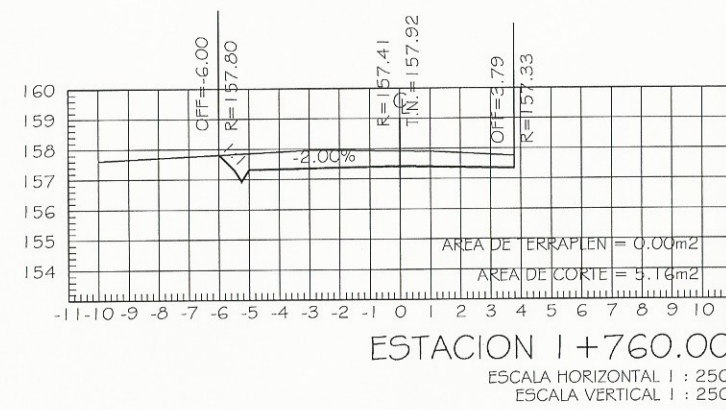 OFF=-6.00
R=157.80
R=157.41
℄
T.N.=157.92
OFF=3.79
R=157.33
160
159
158
157
156
155
154
-2.00%
AREA DE TERRAPLEN = 0.00m2
AREA DE CORTE = 5.16m2
-11 -10 -9 -8 -7 -6 -5 -4 -3 -2 -1 0 1 2 3 4 5 6 7 8 9 10
ESTACION 1+760.00
ESCALA HORIZONTAL 1 : 250
ESCALA VERTICAL 1 : 250